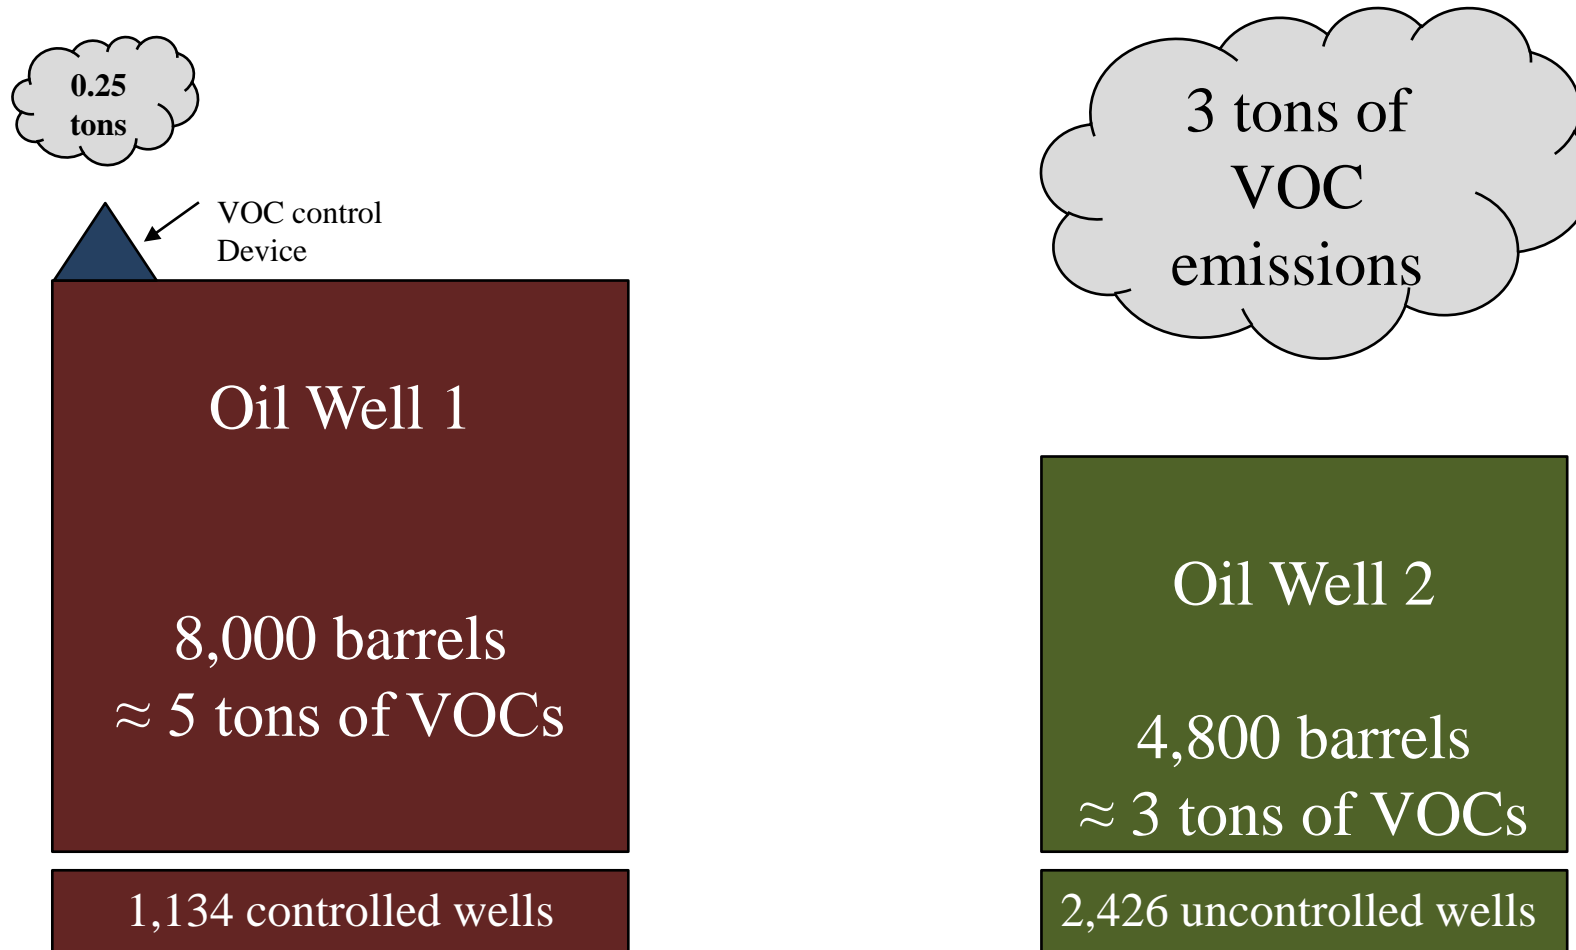 0.25
tons
VOC control
Device
Oil Well 1
8,000 barrels
≈ 5 tons of VOCs
1,134 controlled wells
3 tons of
VOC
emissions
Oil Well 2
4,800 barrels
≈ 3 tons of VOCs
2,426 uncontrolled wells